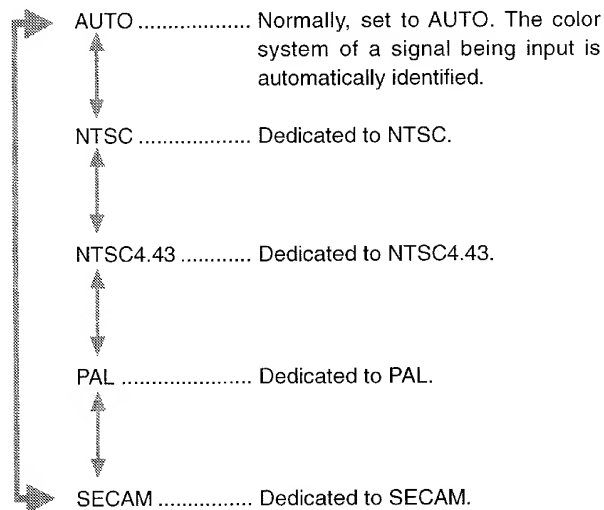 AUTO ................... Normally, set to AUTO. The color
system of a signal being input is
automatically identified.
NTSC ................... Dedicated to NTSC.
NTSC4.43 ............ Dedicated to NTSC4.43.
PAL ...................... Dedicated to PAL.
SECAM ................ Dedicated to SECAM.